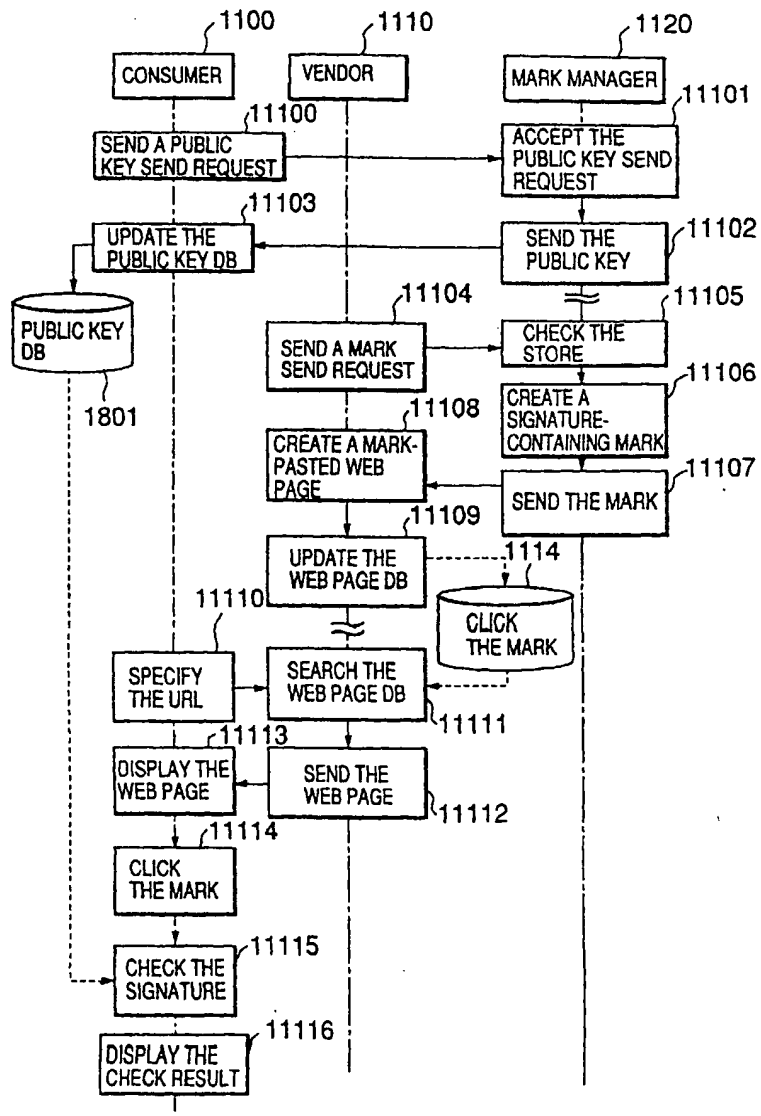 1100
1110
1120
CONSUMER
VENDOR
MARK MANAGER
11100
11101
SEND A PUBLIC
KEY SEND REQUEST
ACCEPT THE
PUBLIC KEY SEND
REQUEST
11103
11102
UPDATE THE
PUBLIC KEY DB
SEND THE
PUBLIC KEY
PUBLIC KEY
DB
1801
11104
11105
SEND A MARK
SEND REQUEST
CHECK THE
STORE
11106
CREATE A
SIGNATURE-
CONTAINING MARK
11108
CREATE A MARK-
PASTED WEB
PAGE
11107
SEND THE MARK
11109
UPDATE THE
WEB PAGE DB
1114
CLICK
THE MARK
11110
SPECIFY
THE URL
SEARCH THE
WEB PAGE DB
11111
11113
DISPLAY THE
WEB PAGE
SEND THE
WEB PAGE
11112
11114
CLICK
THE MARK
11115
CHECK THE
SIGNATURE
11116
DISPLAY THE
CHECK RESULT